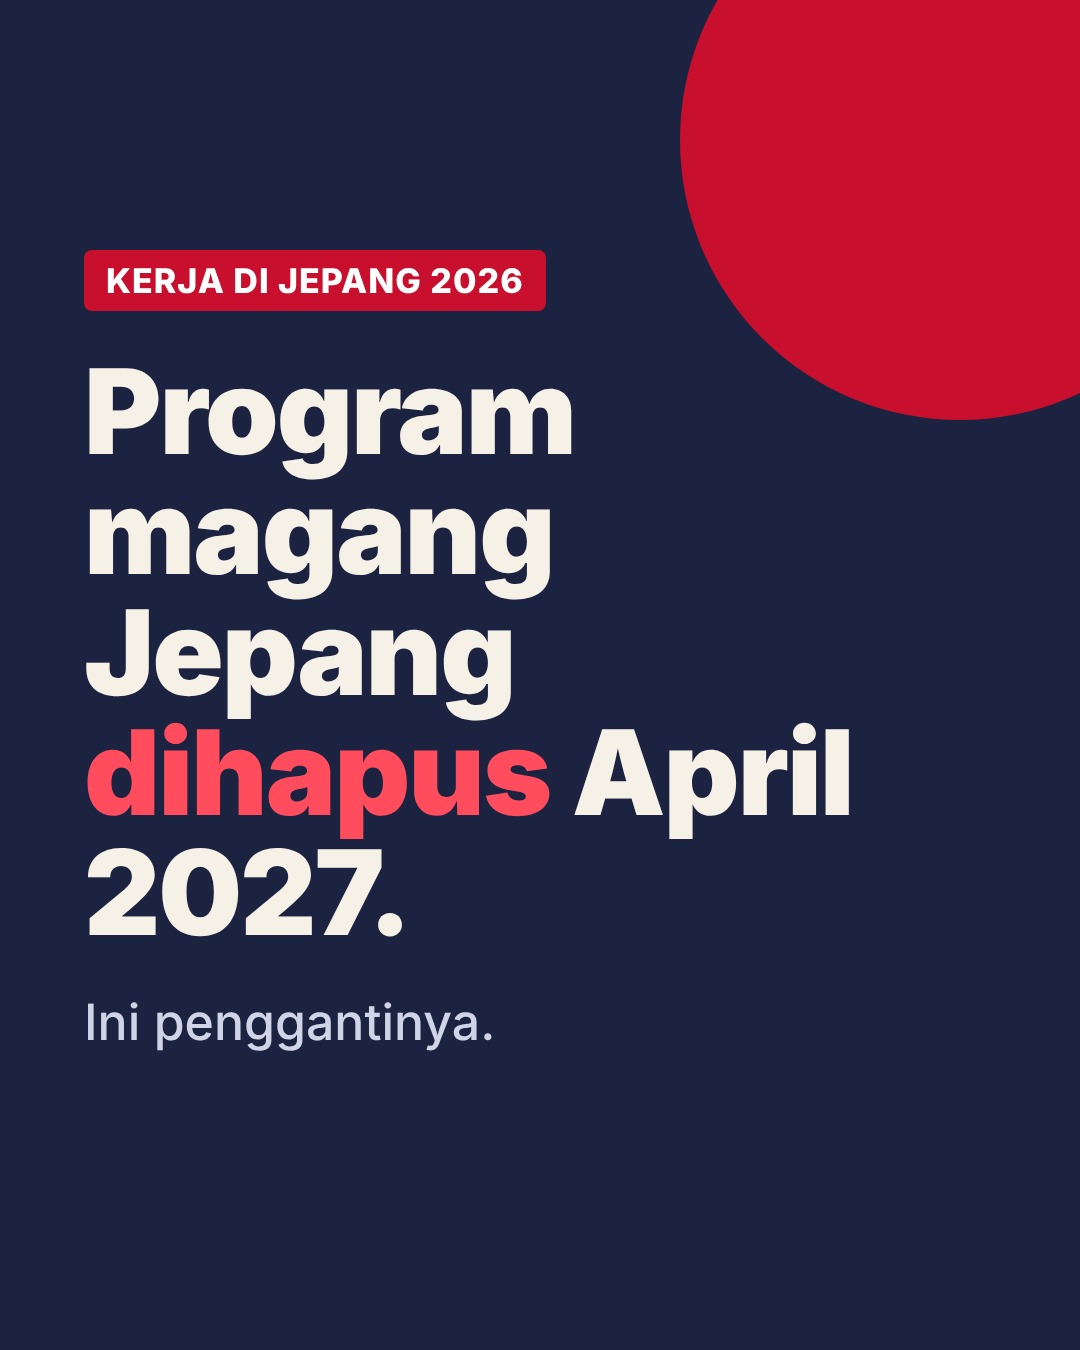 KERJA DI JEPANG 2026
Program
magang
Jepang
dihapus April
2027.
Ini penggantinya.